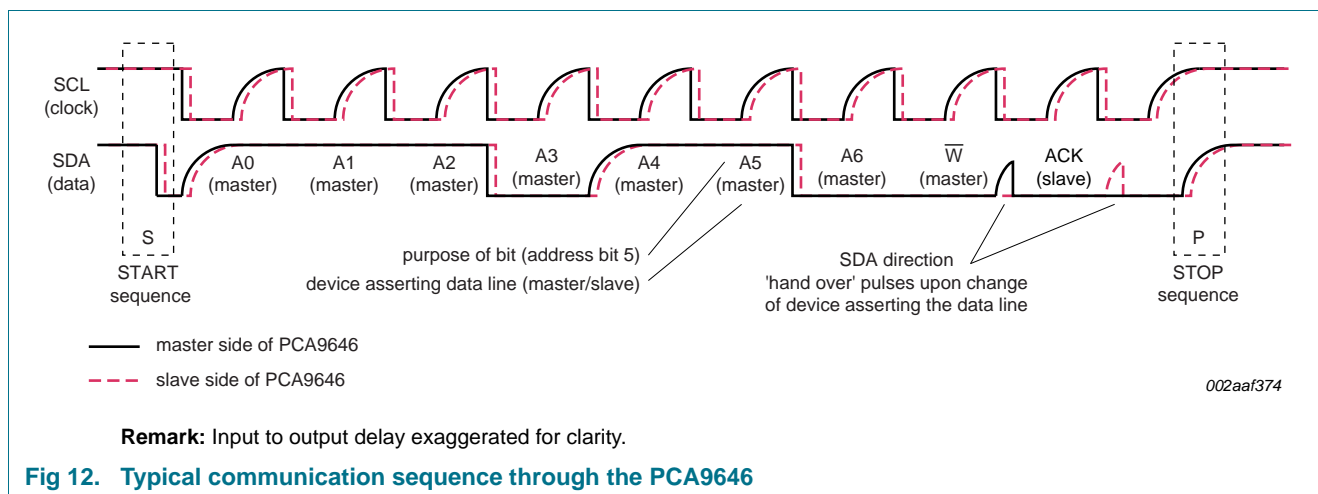 SCL
(clock)
SDA
(data)
A0
(master)
A1
(master)
A2
(master)
A3
(master)
A4
(master)
A5
(master)
A6
(master)
W̅
(master)
ACK
(slave)
S
START
sequence
P
STOP
sequence
purpose of bit (address bit 5)
device asserting data line (master/slave)
SDA direction
'hand over' pulses upon change
of device asserting the data line
master side of PCA9646
slave side of PCA9646
002aaf374
Remark: Input to output delay exaggerated for clarity.
Fig 12. Typical communication sequence through the PCA9646